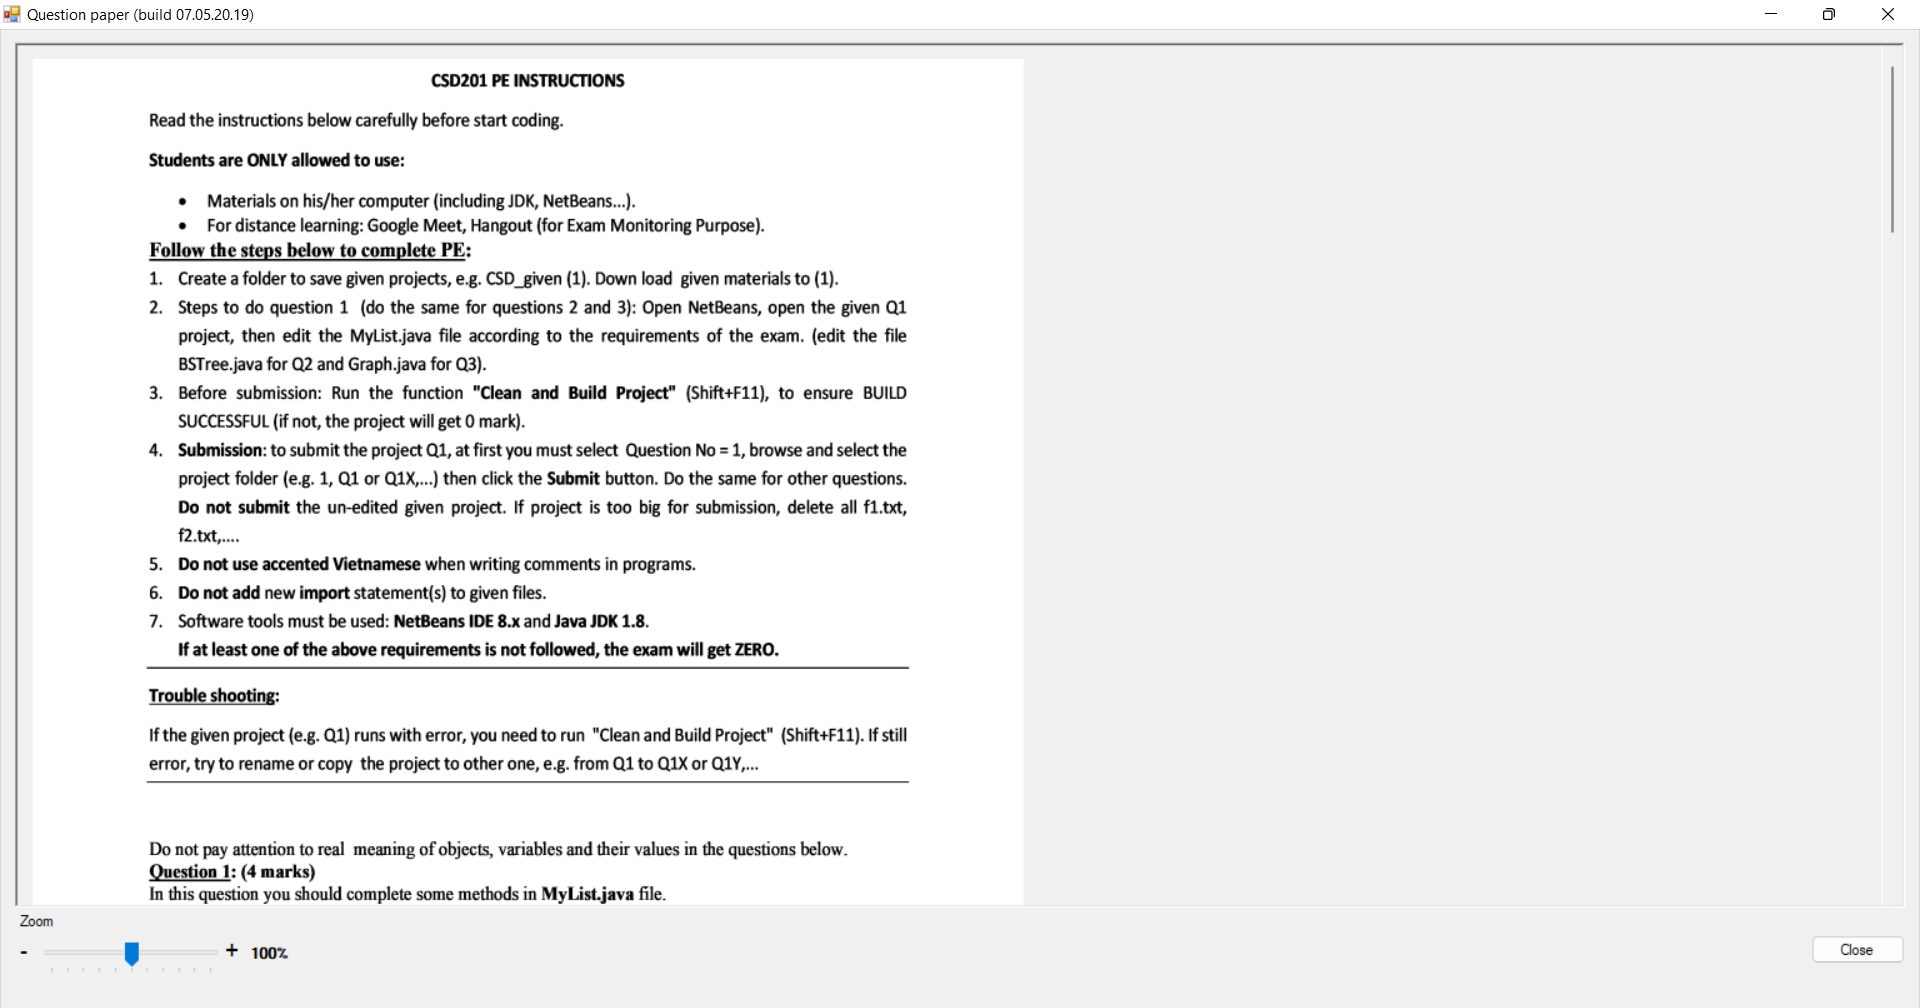 Question paper (build 07.05.20.19)
CSD201 PE INSTRUCTIONS
Read the instructions below carefully before start coding.
Students are ONLY allowed to use:
• Materials on his/her computer (including JDK, NetBeans...).
• For distance learning: Google Meet, Hangout (for Exam Monitoring Purpose).
Follow the steps below to complete PE:
1. Create a folder to save given projects, e.g. CSD_given (1). Down load given materials to (1).
2. Steps to do question 1 (do the same for questions 2 and 3): Open NetBeans, open the given Q1
project, then edit the MyList.java file according to the requirements of the exam. (edit the file
BSTree.java for Q2 and Graph.java for Q3).
3. Before submission: Run the function "Clean and Build Project" (Shift+F11), to ensure BUILD
SUCCESSFUL (if not, the project will get 0 mark).
4. Submission: to submit the project Q1, at first you must select Question No = 1, browse and select the
project folder (e.g. 1, Q1 or Q1X,...) then click the Submit button. Do the same for other questions.
Do not submit the un-edited given project. If project is too big for submission, delete all f1.txt,
f2.txt,....
5. Do not use accented Vietnamese when writing comments in programs.
6. Do not add new import statement(s) to given files.
7. Software tools must be used: NetBeans IDE 8.x and Java JDK 1.8.
If at least one of the above requirements is not followed, the exam will get ZERO.
Trouble shooting:
If the given project (e.g. Q1) runs with error, you need to run "Clean and Build Project" (Shift+F11). If still
error, try to rename or copy the project to other one, e.g. from Q1 to Q1X or Q1Y,...
Do not pay attention to real meaning of objects, variables and their values in the questions below.
Question 1: (4 marks)
In this question you should complete some methods in MyList.java file.
Zoom
- + 100%
Close